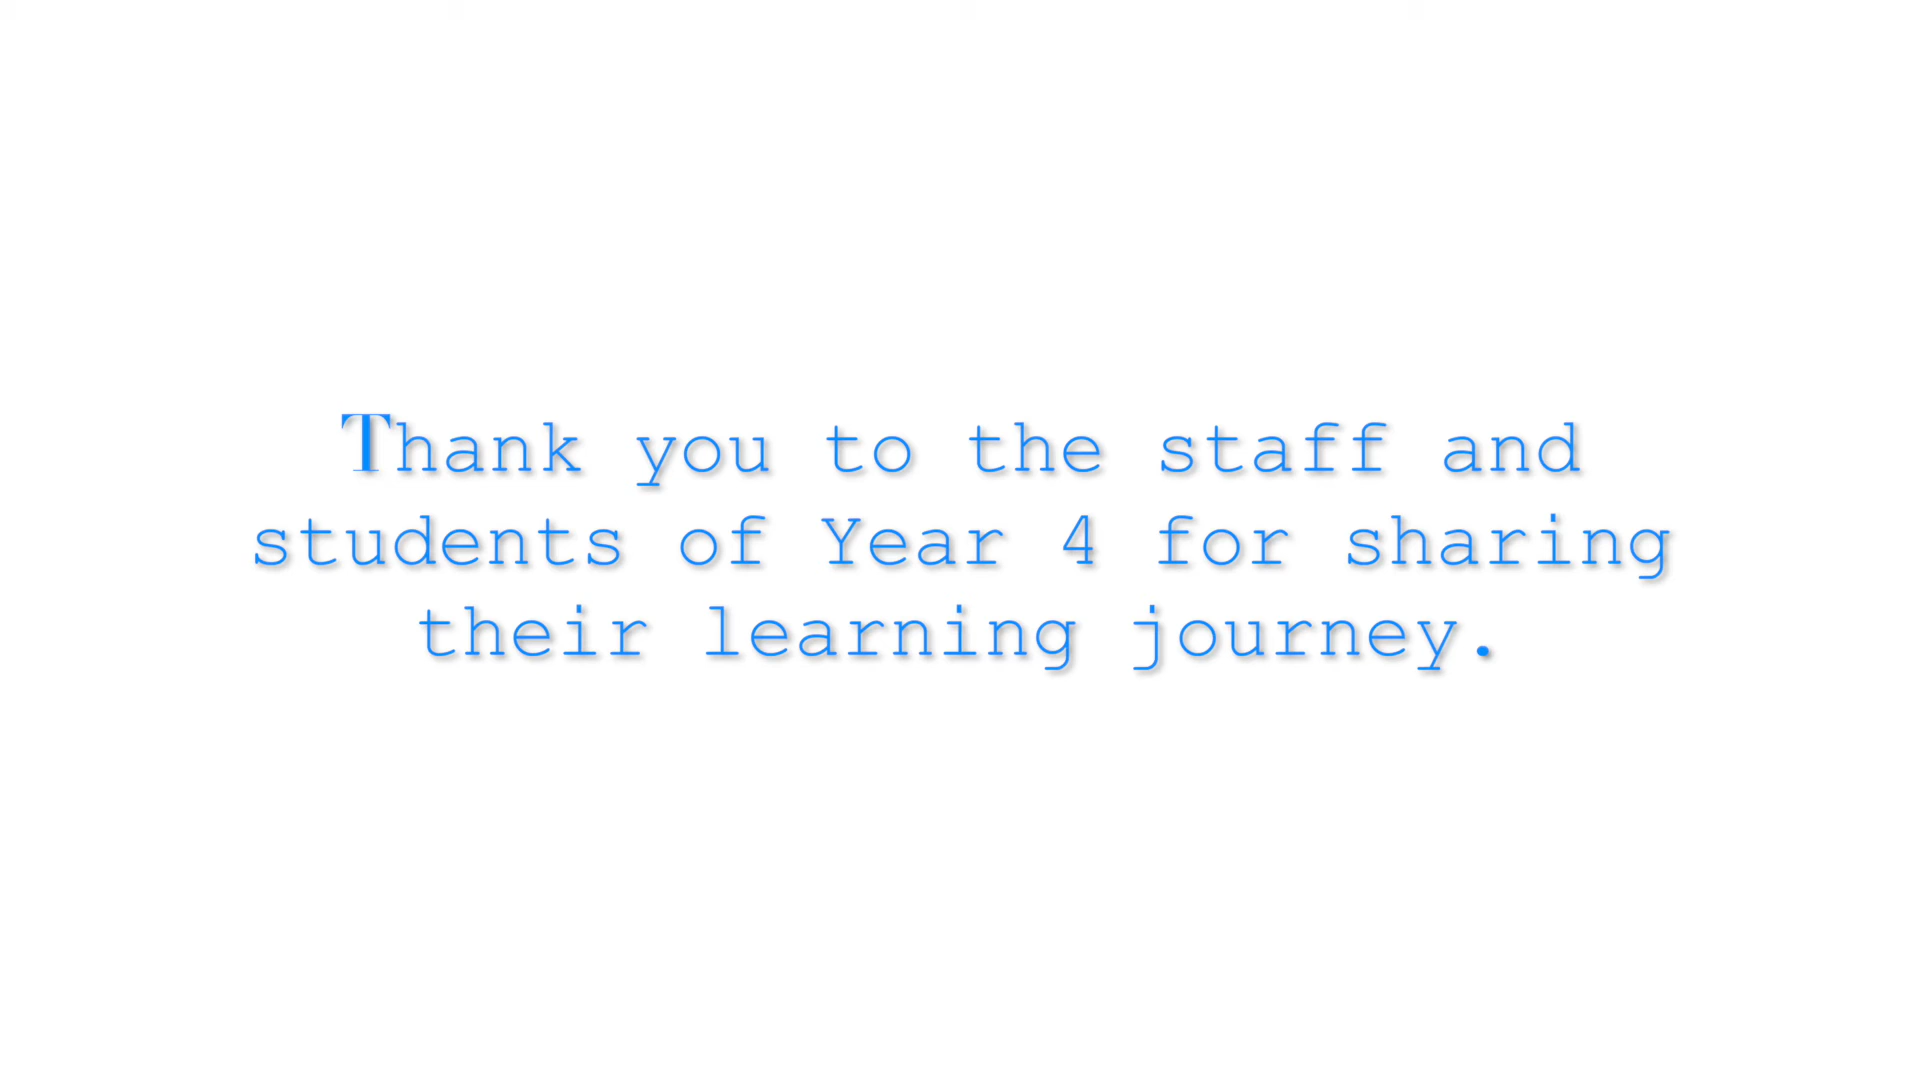 Thank you to the staff and
students of Year 4 for sharing
their learning journey.